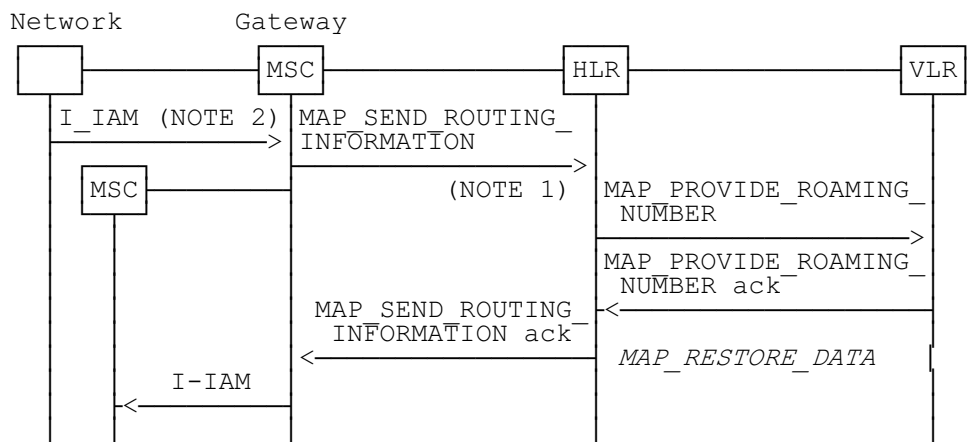 Network Gateway
MSC HLR VLR
I_IAM (NOTE 2) MAP_SEND_ROUTING_
INFORMATION
MSC (NOTE 1) MAP_PROVIDE_ROAMING_
NUMBER
MAP_PROVIDE_ROAMING_
NUMBER ack
MAP_SEND_ROUTING_
INFORMATION ack
MAP_RESTORE_DATA
I-IAM